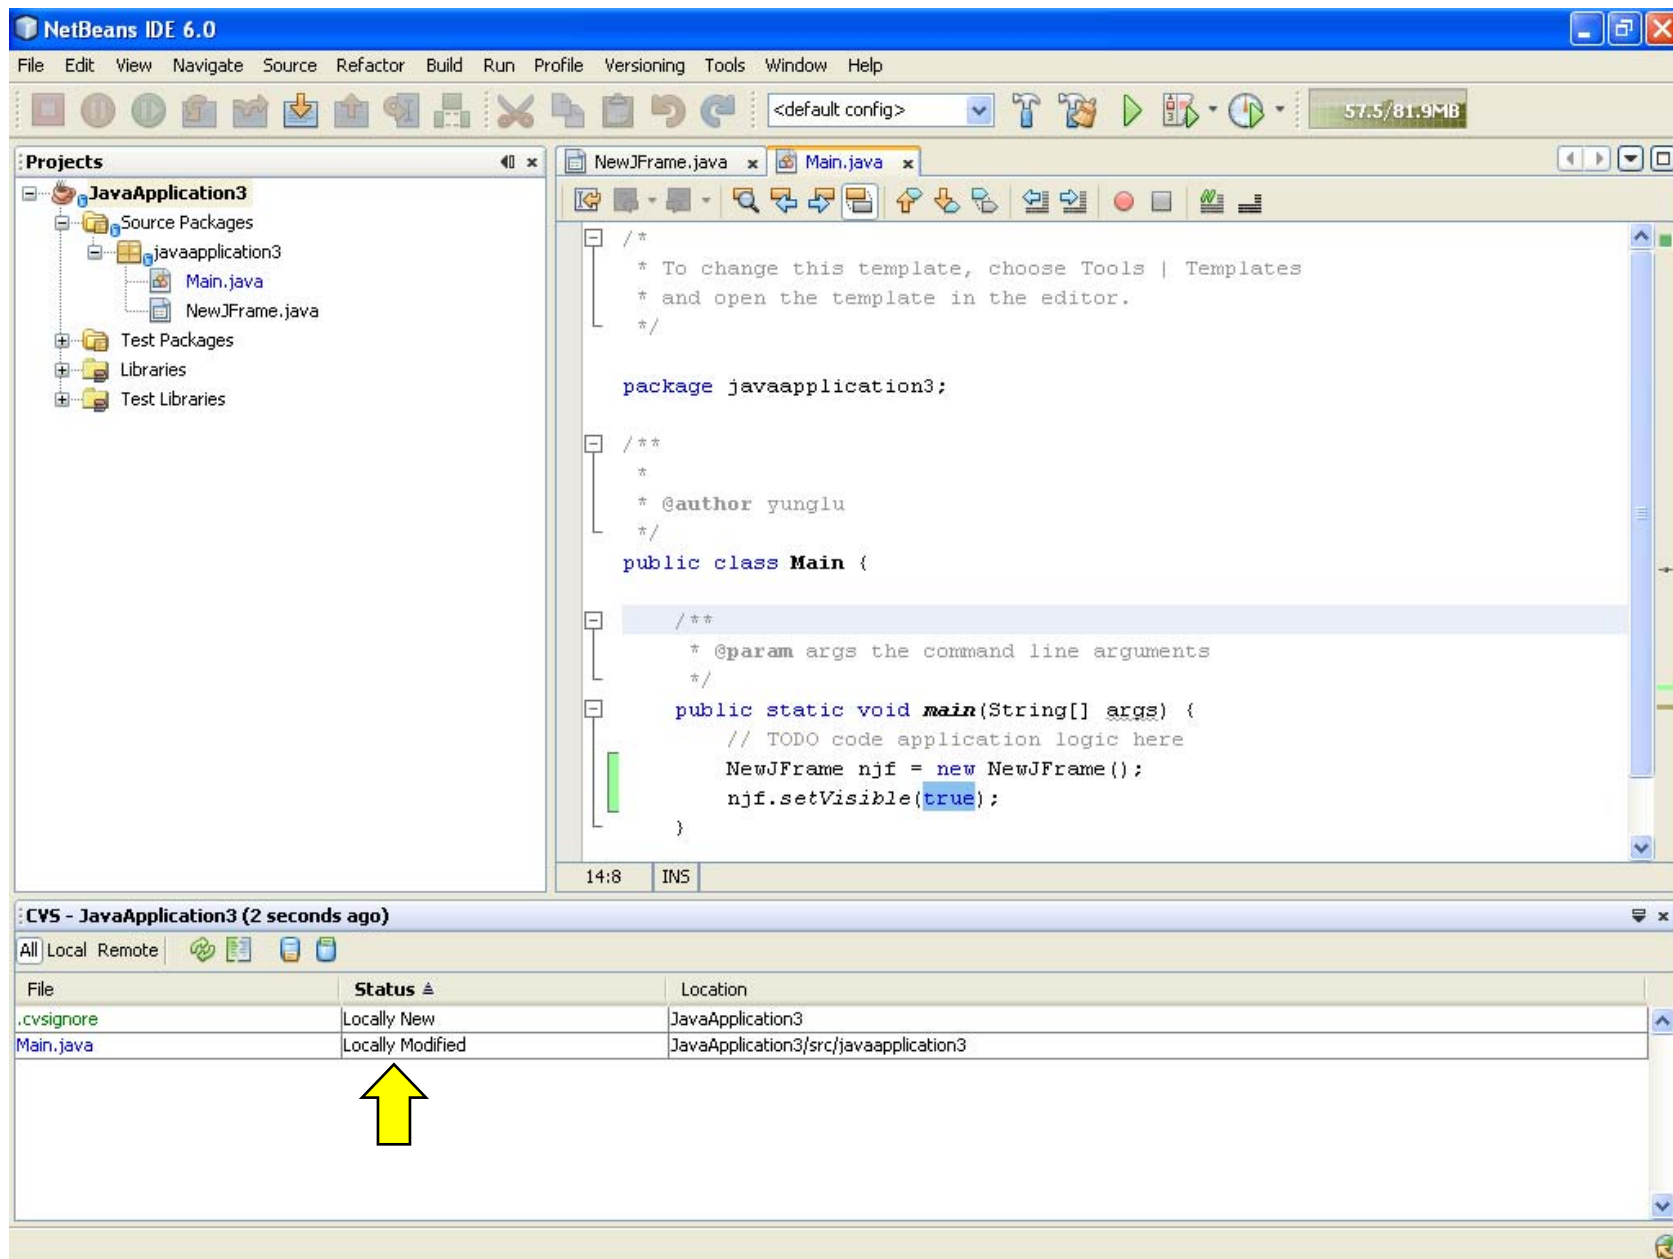 NetBeans IDE 6.0
File Edit View Navigate Source Refactor Build Run Profile Versioning Tools Window Help
<default config>
57.5/81.9MB
Projects
JavaApplication3
Source Packages
javaapplication3
Main.java
NewJFrame.java
Test Packages
Libraries
Test Libraries
NewJFrame.java x Main.java x
/*
* To change this template, choose Tools | Templates
* and open the template in the editor.
*/
package javaapplication3;
/**
*
* @author yunglu
*/
public class Main {
/**
* @param args the command line arguments
*/
public static void main(String[] args) {
// TODO code application logic here
NewJFrame njf = new NewJFrame();
njf.setVisible(true);
}
14:8 INS
CVS - JavaApplication3 (2 seconds ago)
All Local Remote
File Status Location
.cvsignore Locally New JavaApplication3
Main.java Locally Modified JavaApplication3/src/javaapplication3